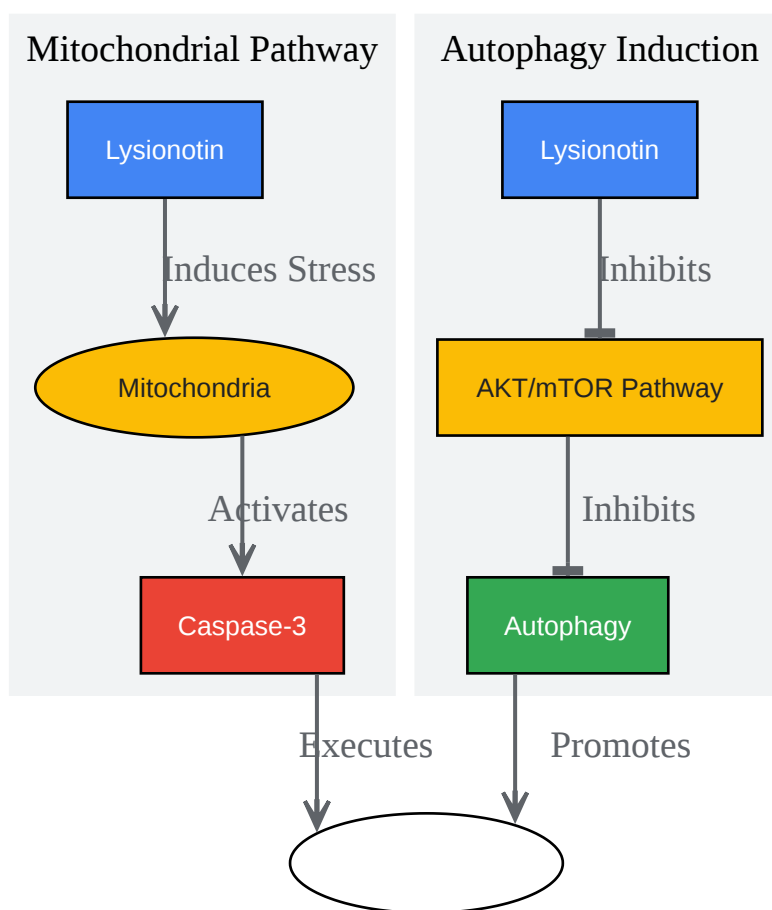 Mitochondrial Pathway
Lysionotin
Induces Stress
Mitochondria
Activates
Caspase-3
Executes
Autophagy Induction
Lysionotin
Inhibits
AKT/mTOR Pathway
Inhibits
Autophagy
Promotes